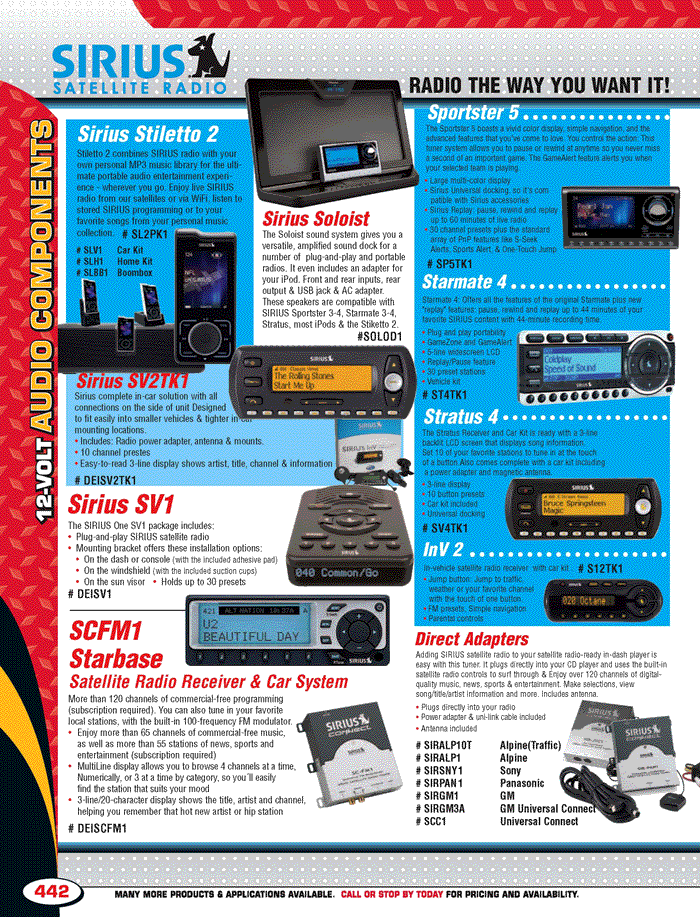 SIRIUS
SATELLITE RADIO
RADIO THE WAY YOU WANT IT!
12-VOLT AUDIO COMPONENTS
Sirius Stiletto 2
Stiletto 2 combines SIRIUS radio with your
own personal MP3 music library for the ulti-
mate portable audio entertainment experi-
ence - wherever you go. Enjoy live SIRIUS
radio from our satellites or via WiFi, listen to
stored SIRIUS programming or to your
favorite songs from your personal music
collection. # SL2PK1
# SLV1 Car Kit
# SLH1 Home Kit
# SLBB1 Boombox
Sirius Soloist
The Soloist sound system gives you a
versatile, amplified sound dock for a
number of plug-and-play and portable
radios. It even includes an adapter for
your iPod. Front and rear inputs, rear
output & USB jack & AC adapter.
These speakers are compatible with
SIRIUS Sportster 3-4, Starmate 3-4,
Stratus, most iPods & the Stiletto 2.
#SOLOD1
Sirius SV2TK1
Sirius complete in-car solution with all
connections on the side of unit Designed
to fit easily into smaller vehicles & tighter in-car
mounting locations.
• Includes: Radio power adapter, antenna & mounts.
• 10 channel prestes
• Easy-to-read 3-line display shows artist, title, channel & information
# DEISV2TK1
SIRIUS
The Rolling Stones
Start Me Up
Sirius SV1
The SIRIUS One SV1 package includes:
• Plug-and-play SIRIUS satellite radio
• Mounting bracket offers these installation options:
• On the dash or console (with the included adhesive pad)
• On the windshield (with the included suction cups)
• On the sun visor • Holds up to 30 presets
# DEISV1
040 Common/Go
SCFM1
Starbase
Satellite Radio Receiver & Car System
More than 120 channels of commercial-free programming
(subscription required). You can also tune in your favorite
local stations, with the built-in 100-frequency FM modulator.
• Enjoy more than 65 channels of commercial-free music,
as well as more than 55 stations of news, sports and
entertainment (subscription required)
• MultiLine display allows you to browse 4 channels at a time,
Numerically, or 3 at a time by category, so you´ll easily
find the station that suits your mood
• 3-line/20-character display shows the title, artist and channel,
helping you remember that hot new artist or hip station
# DEISCFM1
U2
BEAUTIFUL DAY
SIRIUS
SIRIUS
CONNECT
SC-FM1
Sportster 5
The Sportster 5 boasts a vivid color display, simple navigation, and the
advanced features that you've come to love. You control the action. This
tuner system allows you to pause or rewind at anytime so you never miss
a second of an important game. The GameAlert feature alerts you when
your selected team is playing.
• Large multi-color display
• Sirius Universal docking, so it's com
patible with Sirius accessories
• Sirius Replay: pause, rewind and replay
up to 60 minutes of live radio
• 30 channel presets plus the standard
array of PnP features like S-Seek
Alerts, Sports Alert, & One-Touch Jump
# SP5TK1
Starmate 4
Starmate 4: Offers all the features of the original Starmate plus new
"replay" features: pause, rewind and replay up to 44 minutes of your
favorite SIRIUS content with 44-minute recording time.
• Plug and play portability
• GameZone and GameAlert
• 5-line widescreen LCD
• Replay/Pause feature
• 30 preset stations
• Vehicle kit
# ST4TK1
Coldplay
Speed of Sound
Stratus 4
The Stratus Receiver and Car Kit is ready with a 3-line
backlit LCD screen that displays song information.
Set 10 of your favorite stations to tune in at the touch
of a button.Also comes complete with a car kit including
a power adapter and magnetic antenna.
• 3-line display
• 10 button presets
• Car kit included
• Universal docking
# SV4TK1
Bruce Springsteen
Magic
InV 2
In-vehicle satellite radio receiver with car kit # S12TK1
• Jump button: Jump to traffic
weather or your favorite channel
with the touch of one button.
• FM presets, Simple navigation
• Parental controls
020 Octane
Direct Adapters
Adding SIRIUS satellite radio to your satellite radio-ready in-dash player is
easy with this tuner. It plugs directly into your CD player and uses the built-in
satellite radio controls to surf through & Enjoy over 120 channels of digital-
quality music, news, sports & entertainment. Make selections, view
song/title/artist information and more. Includes antenna.
• Plugs directly into your radio
• Power adapter & uni-link cable included
• Antenna included
# SIRALP10T Alpine(Traffic)
# SIRALP1 Alpine
# SIRSNY1 Sony
# SIRPAN1 Panasonic
# SIRGM1 GM
# SIRGM3A GM Universal Connect
# SCC1 Universal Connect
442
MANY MORE PRODUCTS & APPLICATIONS AVAILABLE. CALL OR STOP BY TODAY FOR PRICING AND AVAILABILITY.